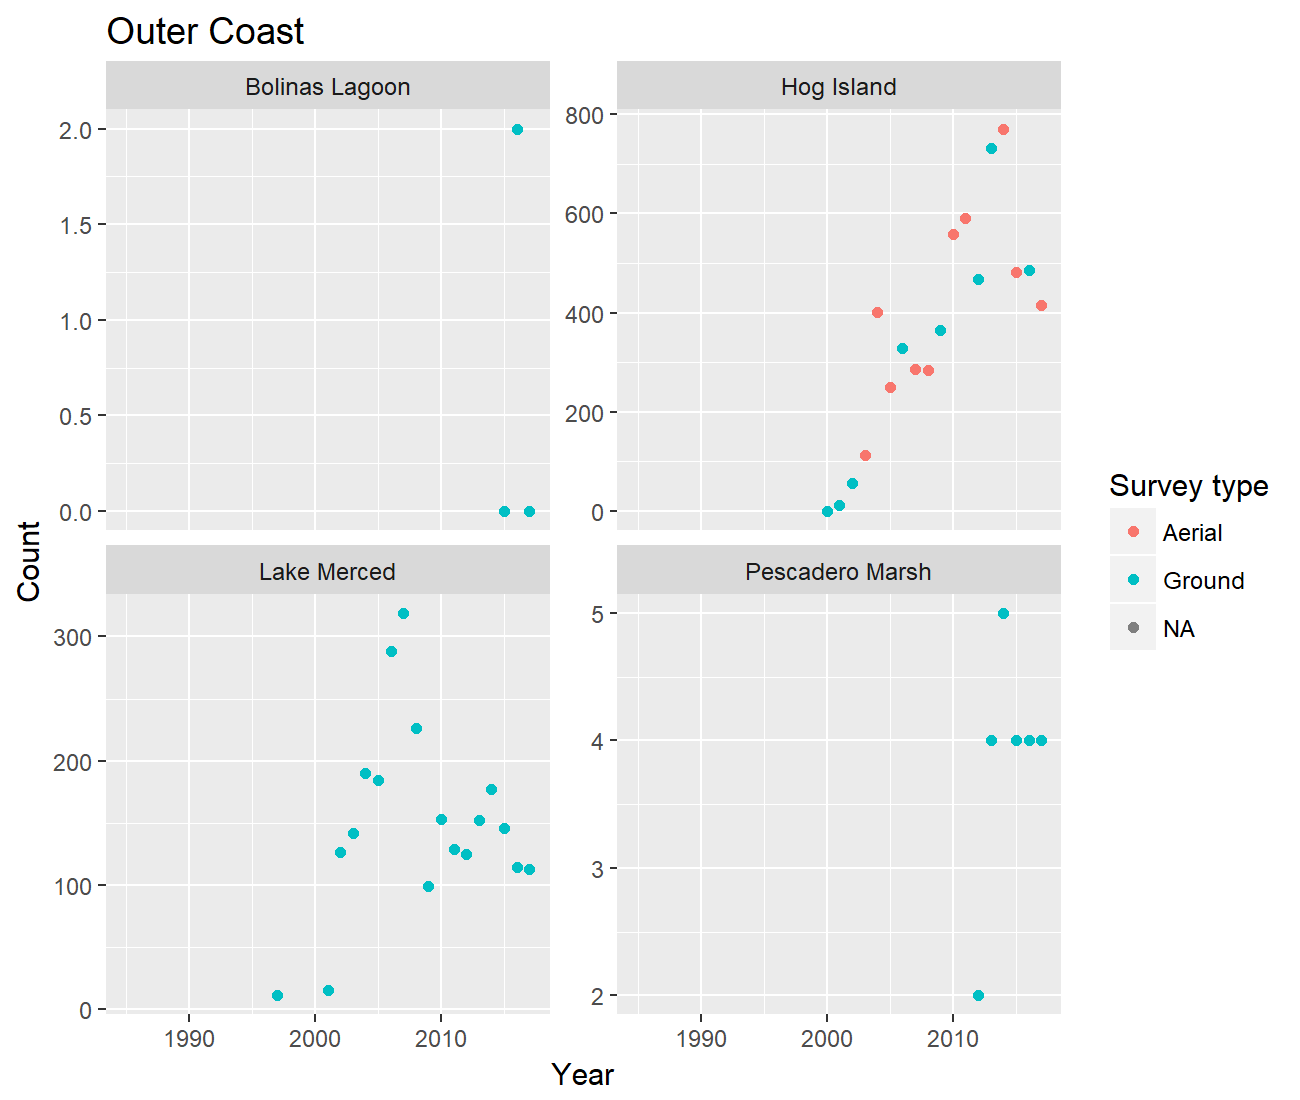 Outer Coast
Bolinas Lagoon
Hog Island
2.0
1.5
1.0
0.5
0.0
800
600
400
200
0
Count
Lake Merced
Pescadero Marsh
300
200
100
0
5
4
3
2
1990
2000
2010
1990
2000
2010
Year
Survey type
Aerial
Ground
NA